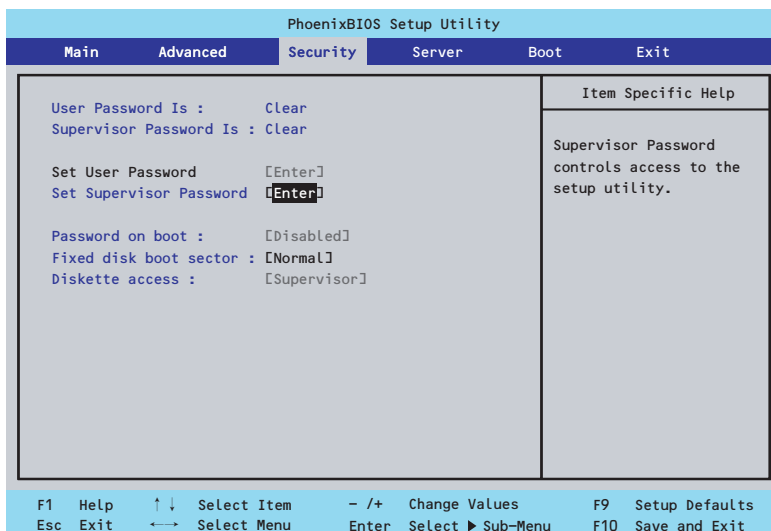 PhoenixBIOS Setup Utility
Main Advanced Security Server Boot Exit
User Password Is : Clear
Supervisor Password Is : Clear
Set User Password [Enter]
Set Supervisor Password [Enter]
Password on boot : [Disabled]
Fixed disk boot sector : [Normal]
Diskette access : [Supervisor]
Item Specific Help
Supervisor Password
controls access to the
setup utility.
F1 Help ↑↓ Select Item − /+ Change Values F9 Setup Defaults
Esc Exit ←→ Select Menu Enter Select ▶ Sub−Menu F10 Save and Exit